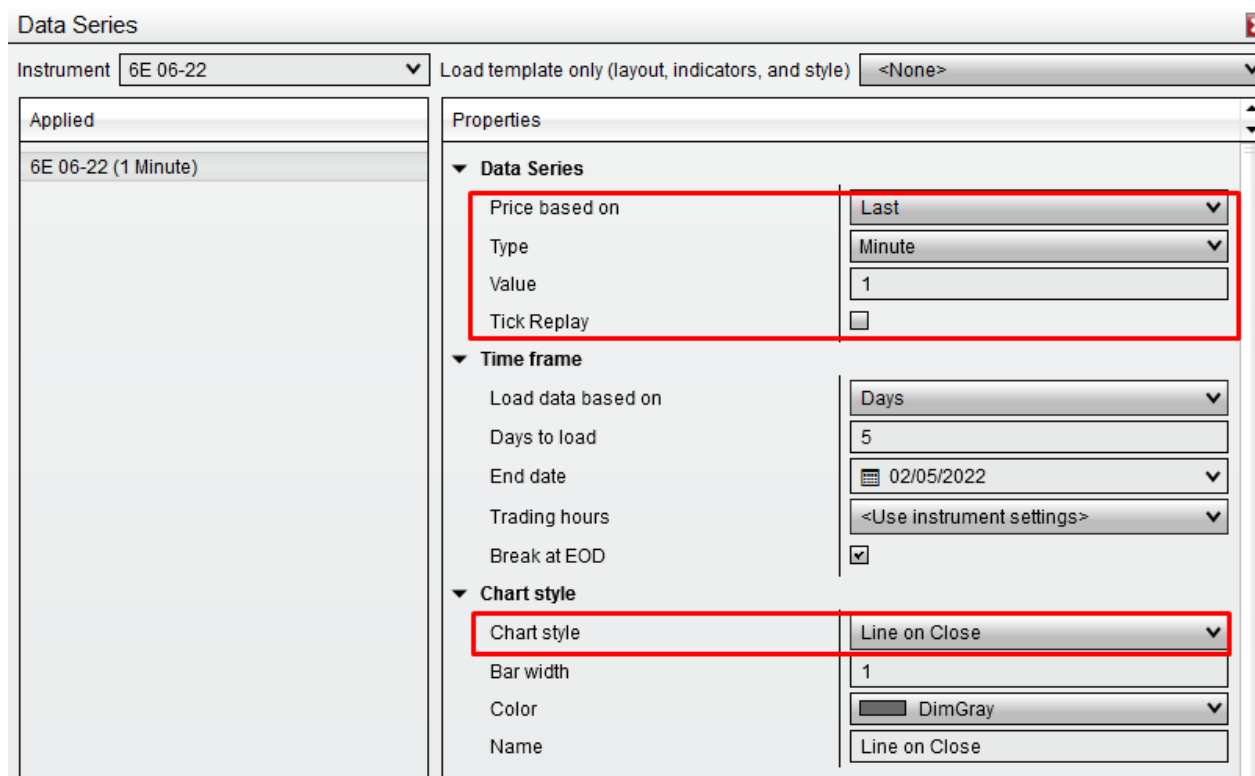 Data Series
Instrument 6E 06-22 Load template only (layout, indicators, and style) <None>
Applied
6E 06-22 (1 Minute)
Properties
Data Series
Price based on Last
Type Minute
Value 1
Tick Replay
Time frame
Load data based on Days
Days to load 5
End date 02/05/2022
Trading hours <Use instrument settings>
Break at EOD
Chart style
Chart style Line on Close
Bar width 1
Color DimGray
Name Line on Close